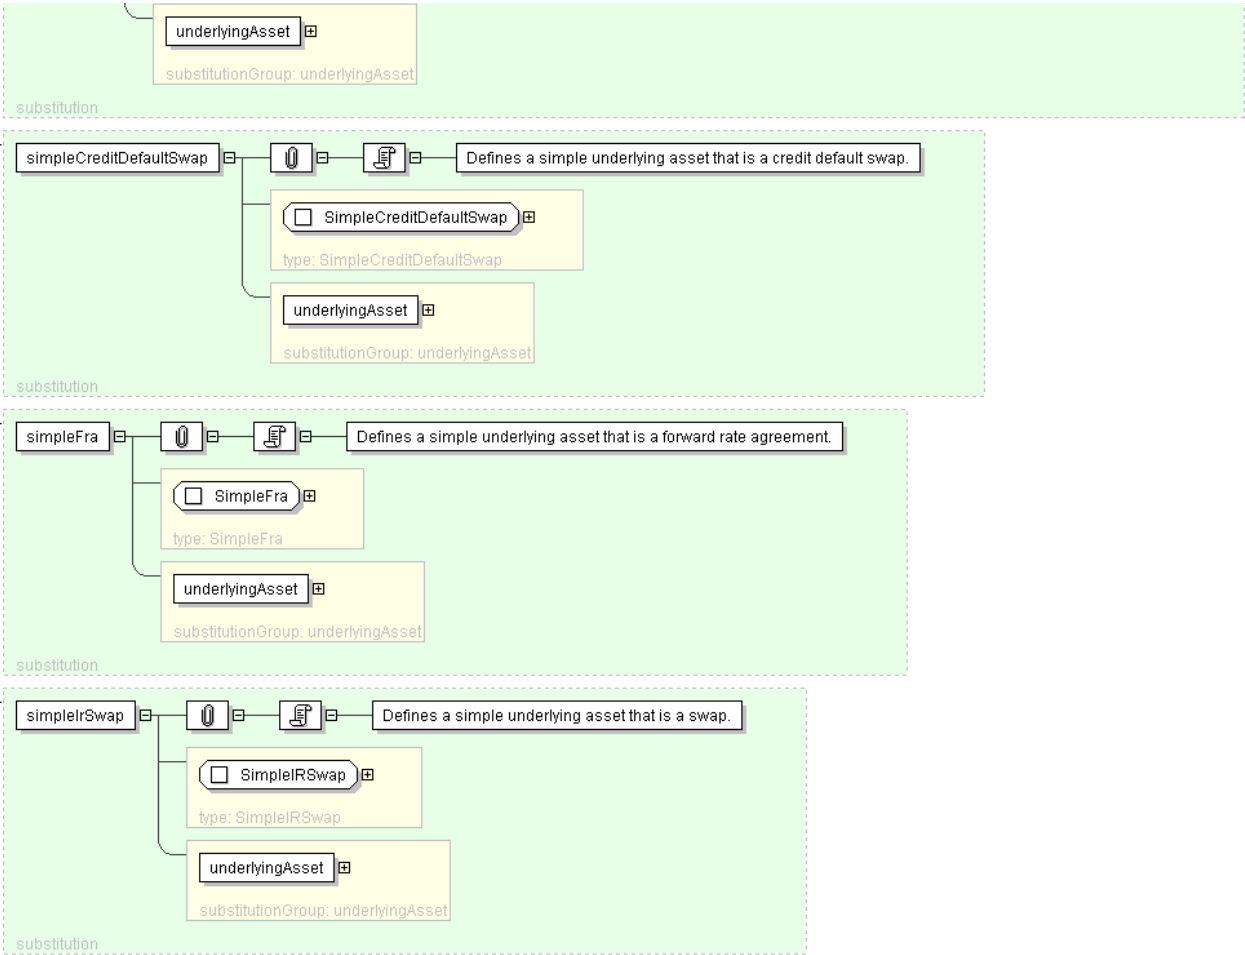 underlyingAsset
substitutionGroup: underlyingAsset
substitution
simpleCreditDefaultSwap
Defines a simple underlying asset that is a credit default swap.
SimpleCreditDefaultSwap
type: SimpleCreditDefaultSwap
underlyingAsset
substitutionGroup: underlyingAsset
substitution
simpleFra
Defines a simple underlying asset that is a forward rate agreement.
SimpleFra
type: SimpleFra
underlyingAsset
substitutionGroup: underlyingAsset
substitution
simpleIrSwap
Defines a simple underlying asset that is a swap.
SimpleIRSwap
type: SimpleIRSwap
underlyingAsset
substitutionGroup: underlyingAsset
substitution